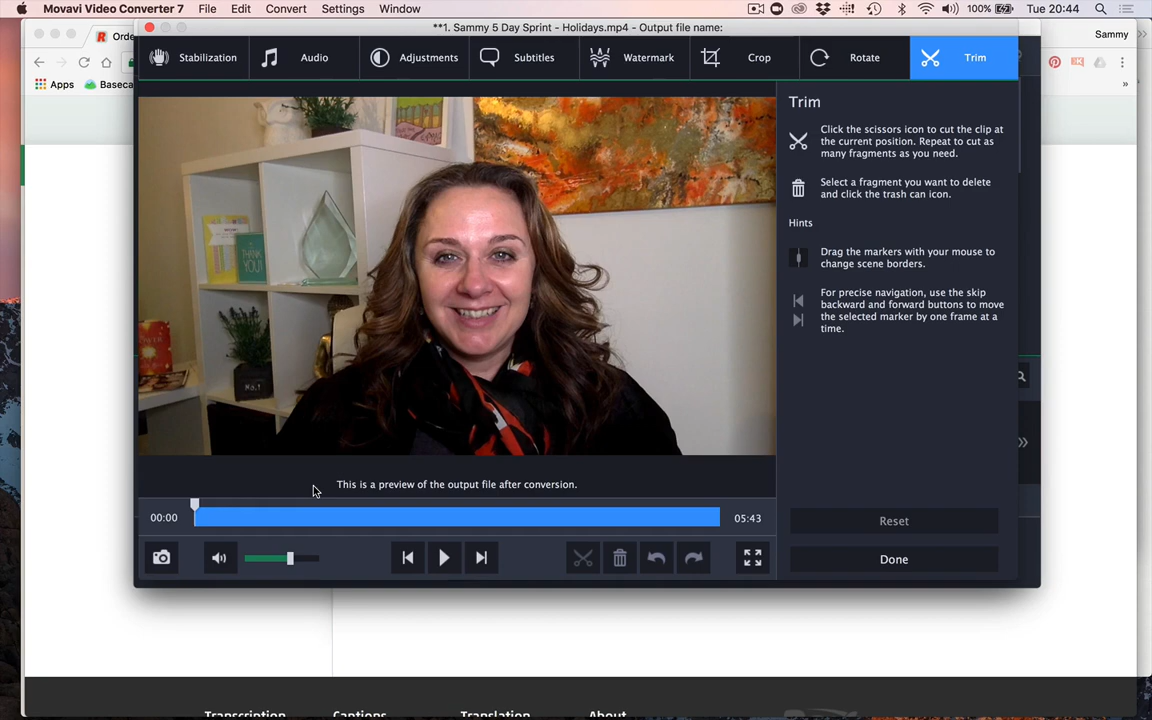 Movavi Video Converter 7 File Edit Convert Settings Window 100% Tue 20:44
**1. Sammy 5 Day Sprint - Holidays.mp4 - Output file name:
Orde
Sammy
Stabilization Audio Adjustments Subtitles Watermark Crop Rotate Trim
Apps Baseca
Trim
Click the scissors icon to cut the clip at
the current position. Repeat to cut as
many fragments as you need.
Select a fragment you want to delete
and click the trash can icon.
Hints
Drag the markers with your mouse to
change scene borders.
For precise navigation, use the skip
backward and forward buttons to move
the selected marker by one frame at a
time.
THANK
YOU!
No.1
This is a preview of the output file after conversion.
00:00 05:43
Reset
Done
Transcription Captions Translation About